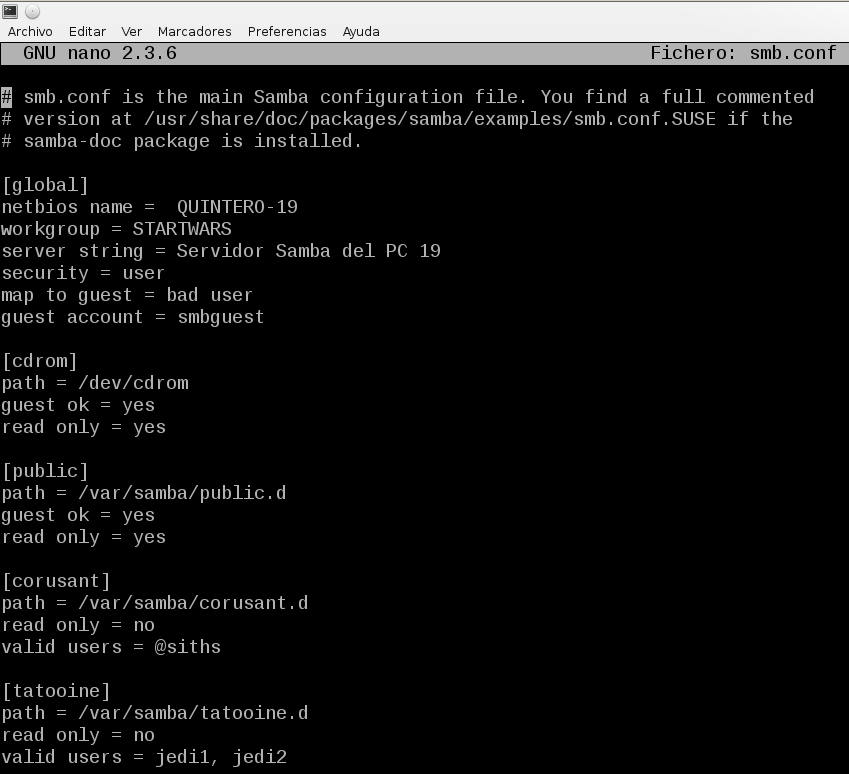 Archivo Editar Ver Marcadores Preferencias Ayuda
GNU nano 2.3.6 Fichero: smb.conf
# smb.conf is the main Samba configuration file. You find a full commented
# version at /usr/share/doc/packages/samba/examples/smb.conf.SUSE if the
# samba-doc package is installed.
[global]
netbios name =  QUINTERO-19
workgroup = STARTWARS
server string = Servidor Samba del PC 19
security = user
map to guest = bad user
guest account = smbguest
[cdrom]
path = /dev/cdrom
guest ok = yes
read only = yes
[public]
path = /var/samba/public.d
guest ok = yes
read only = yes
[corusant]
path = /var/samba/corusant.d
read only = no
valid users = @siths
[tatooine]
path = /var/samba/tatooine.d
read only = no
valid users = jedi1, jedi2